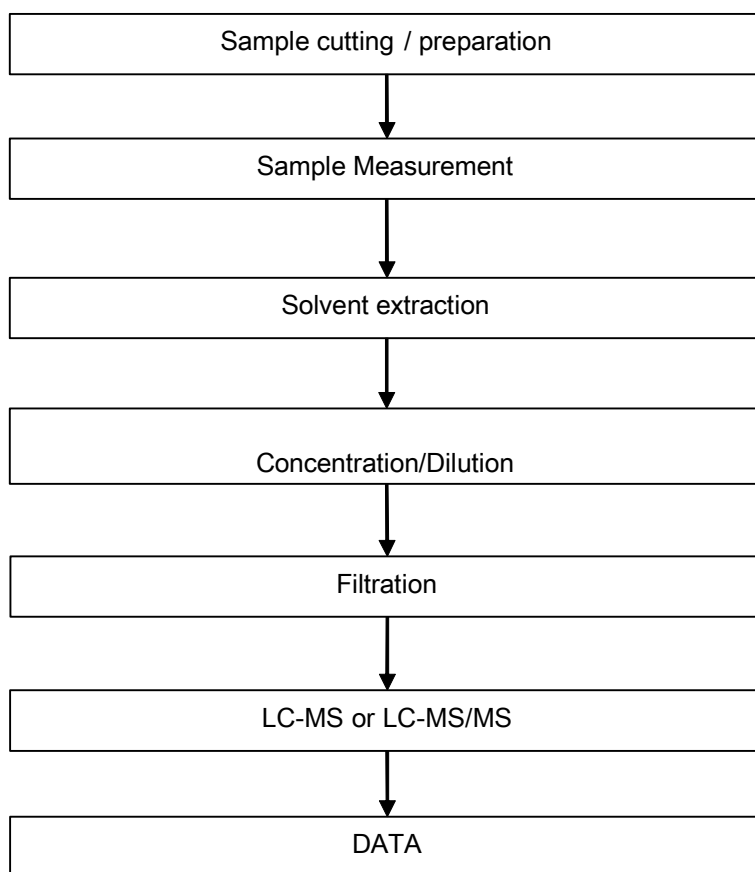 Sample cutting / preparation
Sample Measurement
Solvent extraction
Concentration/Dilution
Filtration
LC-MS or LC-MS/MS
DATA